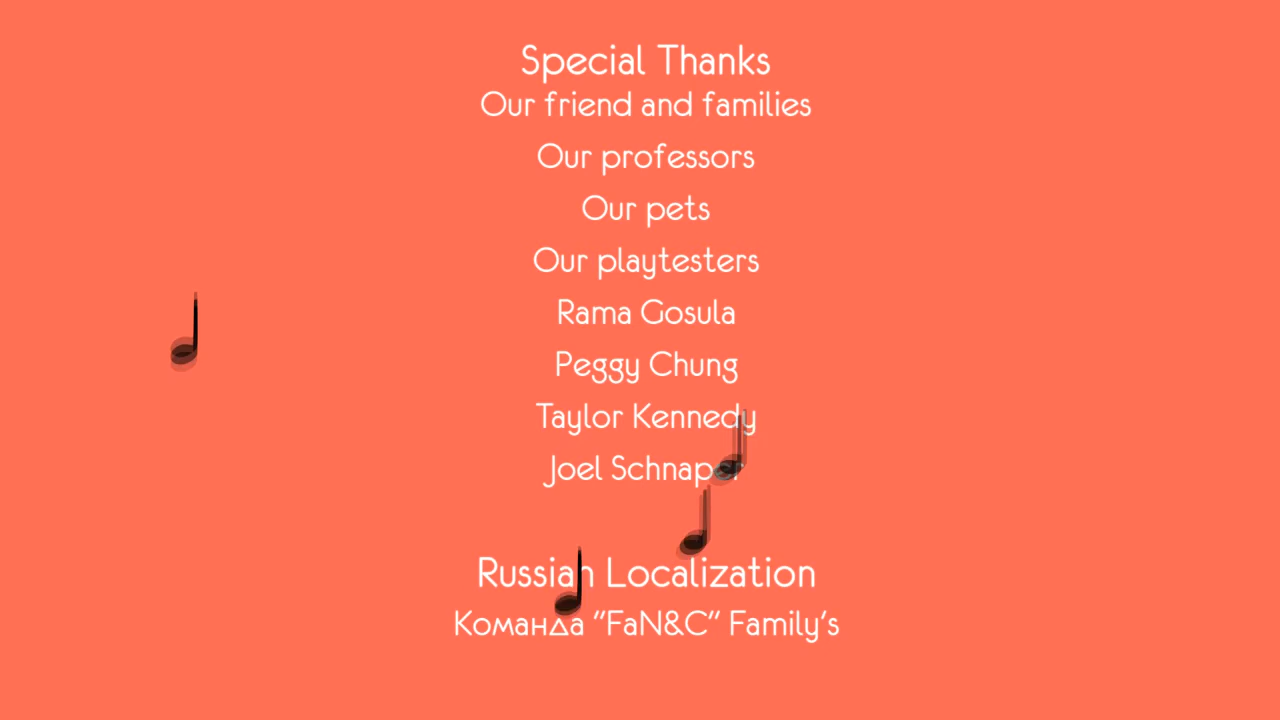 Special Thanks
Our friend and families
Our professors
Our pets
Our playtesters
Rama Gosula
Peggy Chung
Taylor Kennedy
Joel Schnaper
Russian Localization
Команда "FaN&C" Family's